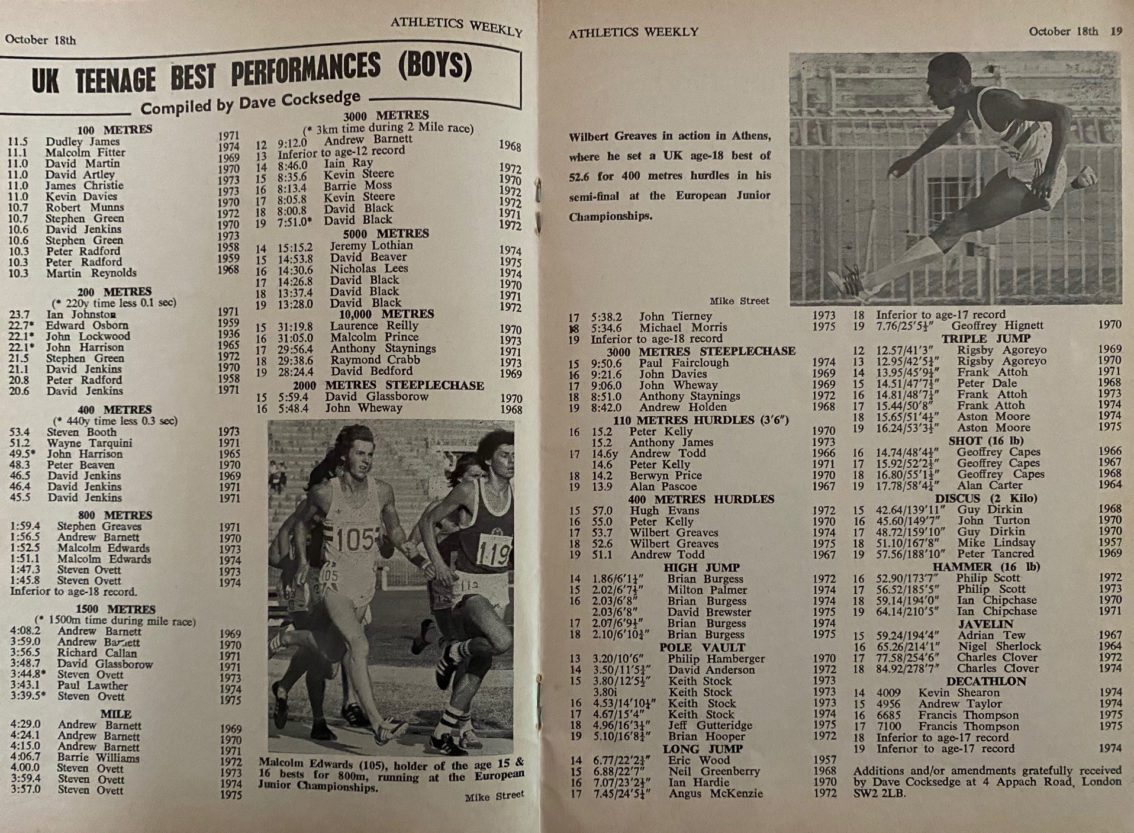 October 18th
ATHLETICS WEEKLY
UK TEENAGE BEST PERFORMANCES (BOYS)
Compiled by Dave Cocksedge
100 METRES
11.5 Dudley James 1971
11.1 Malcolm Fitter 1974
11.0 David Martin 1969
11.0 David Artley 1970
11.0 James Christie 1973
11.0 Kevin Davies 1973
10.7 Robert Munns 1970
10.7 Stephen Green 1972
10.6 David Jenkins 1970
10.6 Stephen Green 1973
10.3 Peter Radford 1958
10.3 Peter Radford 1959
10.3 Martin Reynolds 1968
200 METRES
(* 220y time less 0.1 sec)
23.7 Ian Johnston 1971
22.7* Edward Osborn 1959
22.1* John Lockwood 1936
22.1* John Harrison 1965
21.5 Stephen Green 1972
21.1 David Jenkins 1970
20.8 Peter Radford 1958
20.6 David Jenkins 1971
400 METRES
(* 440y time less 0.3 sec)
53.4 Steven Booth 1973
51.2 Wayne Tarquini 1971
49.5* John Harrison 1965
48.3 Peter Beaven 1970
46.5 David Jenkins 1969
46.4 David Jenkins 1971
45.5 David Jenkins 1971
800 METRES
1:59.4 Stephen Greaves 1971
1:56.5 Andrew Barnett 1970
1:52.5 Malcolm Edwards 1973
1:51.1 Malcolm Edwards 1974
1:47.3 Steven Ovett 1973
1:45.8 Steven Ovett 1974
Inferior to age-18 record.
1500 METRES
(* 1500m time during mile race)
4:08.2 Andrew Barnett 1969
3:59.0 Andrew Barnett 1970
3:56.5 Richard Callan 1971
3:48.7 David Glassborow 1971
3:44.8* Steven Ovett 1973
3:43.1 Paul Lawther 1974
3:39.5* Steven Ovett 1975
MILE
4:29.0 Andrew Barnett 1969
4:24.1 Andrew Barnett 1970
4:15.0 Andrew Barnett 1971
4:06.7 Barrie Williams 1972
4.00.0 Steven Ovett 1973
3:59.4 Steven Ovett 1974
3:57.0 Steven Ovett 1975
3000 METRES
(* 3km time during 2 Mile race)
12 9:12.0 Andrew Barnett 1968
13 Inferior to age-12 record
14 8:46.0 Iain Ray 1972
15 8:35.6 Kevin Steere 1970
16 8:13.4 Barrie Moss 1972
17 8:05.8 Kevin Steere 1972
18 8:00.8 David Black 1971
19 7:51.0* David Black 1972
5000 METRES
14 15:15.2 Jeremy Lothian 1974
15 14:53.8 David Beaver 1975
16 14:30.6 Nicholas Lees 1974
17 14:26.8 David Black 1970
18 13:37.4 David Black 1971
19 13:28.0 David Black 1972
10,000 METRES
15 31:19.8 Laurence Reilly 1970
16 31:05.0 Malcolm Prince 1973
17 29:56.4 Anthony Staynings 1971
18 29:38.6 Raymond Crabb 1973
19 28:24.4 David Bedford 1969
2000 METRES STEEPLECHASE
15 5:59.4 David Glassborow 1970
16 5:48.4 John Wheway 1968
105
105
119
112
Malcolm Edwards (105), holder of the age 15 &
16 bests for 800m, running at the European
Junior Championships.
Mike Street
ATHLETICS WEEKLY
October 18th 19
Wilbert Greaves in action in Athens,
where he set a UK age-18 best of
52.6 for 400 metres hurdles in his
semi-final at the European Junior
Championships.
Mike Street
17 5:38.2 John Tierney 1973
18 5:34.6 Michael Morris 1975
19 Inferior to age-18 record
3000 METRES STEEPLECHASE
15 9:50.6 Paul Fairclough 1974
16 9:21.6 John Davies 1969
17 9:06.0 John Wheway 1969
18 8:51.0 Anthony Staynings 1972
19 8:42.0 Andrew Holden 1968
110 METRES HURDLES (3'6")
16 15.2 Peter Kelly 1970
15.2 Anthony James 1973
17 14.6y Andrew Todd 1966
14.6 Peter Kelly 1971
18 14.2 Berwyn Price 1970
19 13.9 Alan Pascoe 1967
400 METRES HURDLES
15 57.0 Hugh Evans 1972
16 55.0 Peter Kelly 1970
17 53.7 Wilbert Greaves 1974
18 52.6 Wilbert Greaves 1975
19 51.1 Andrew Todd 1967
HIGH JUMP
14 1.86/6'1¼" Brian Burgess 1972
15 2.02/6'7½" Milton Palmer 1974
16 2.03/6'8" Brian Burgess 1974
2.03/6'8" David Brewster 1975
17 2.07/6'9½" Brian Burgess 1974
18 2.10/6'10¾" Brian Burgess 1975
POLE VAULT
13 3.20/10'6" Philip Hamberger 1970
14 3.50/11'5¾" David Anderson 1972
15 3.80/12'5½" Keith Stock 1973
3.80i Keith Stock 1973
16 4.53/14'10¼" Keith Stock 1973
17 4.67/15'4" Keith Stock 1974
18 4.96/16'3¼" Jeff Gutteridge 1975
19 5.10/16'8¾" Brian Hooper 1972
LONG JUMP
14 6.77/22'2½" Eric Wood 1957
15 6.88/22'7" Neil Greenberry 1968
16 7.07/23'2½" Ian Hardie 1970
17 7.45/24'5½" Angus McKenzie 1972
18 Inferior to age-17 record
19 7.76/25'5½" Geoffrey Hignett 1970
TRIPLE JUMP
12 12.57/41'3" Rigsby Agoreyo 1969
13 12.95/42'5¾" Rigsby Agoreyo 1970
14 13.95/45'9¼" Frank Attoh 1971
15 14.51/47'7¼" Peter Dale 1968
16 14.81/48'7¼" Frank Attoh 1973
17 15.44/50'8" Frank Attoh 1974
18 15.65/51'4¼" Aston Moore 1974
19 16.24/53'3½" Aston Moore 1975
SHOT (16 lb)
16 14.74/48'4½" Geoffrey Capes 1966
17 15.92/52'2¾" Geoffrey Capes 1967
18 16.80/55'1½" Geoffrey Capes 1968
19 17.78/58'4¼" Alan Carter 1964
DISCUS (2 Kilo)
15 42.64/139'11" Guy Dirkin 1968
16 45.60/149'7" John Turton 1970
17 48.72/159'10" Guy Dirkin 1970
18 51.10/167'8" Mike Lindsay 1957
19 57.56/188'10" Peter Tancred 1969
HAMMER (16 lb)
16 52.90/173'7" Philip Scott 1972
17 56.52/185'5" Philip Scott 1973
18 59.14/194'0" Ian Chipchase 1970
19 64.14/210'5" Ian Chipchase 1971
JAVELIN
15 59.24/194'4" Adrian Tew 1967
16 65.26/214'1" Nigel Sherlock 1964
17 77.58/254'6" Charles Clover 1972
18 84.92/278'7" Charles Clover 1974
DECATHLON
14 4009 Kevin Shearon 1974
15 4956 Andrew Taylor 1974
16 6685 Francis Thompson 1975
17 7100 Francis Thompson 1975
18 Inferior to age-17 record
19 Inferior to age-17 record 1974
Additions and/or amendments gratefully received
by Dave Cocksedge at 4 Appach Road, London
SW2 2LB.